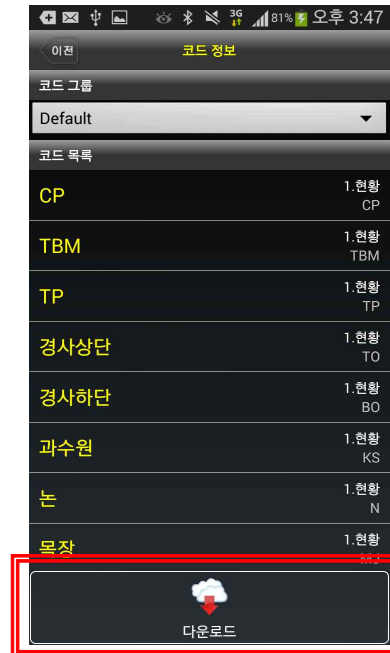 3G 81% 오후 3:47
이전 코드 정보
코드 그룹
Default
코드 목록
CP 1.현황
CP
TBM 1.현황
TBM
TP 1.현황
TP
경사상단 1.현황
TO
경사하단 1.현황
BO
과수원 1.현황
KS
논 1.현황
N
목장 1.현황
MJ
다운로드